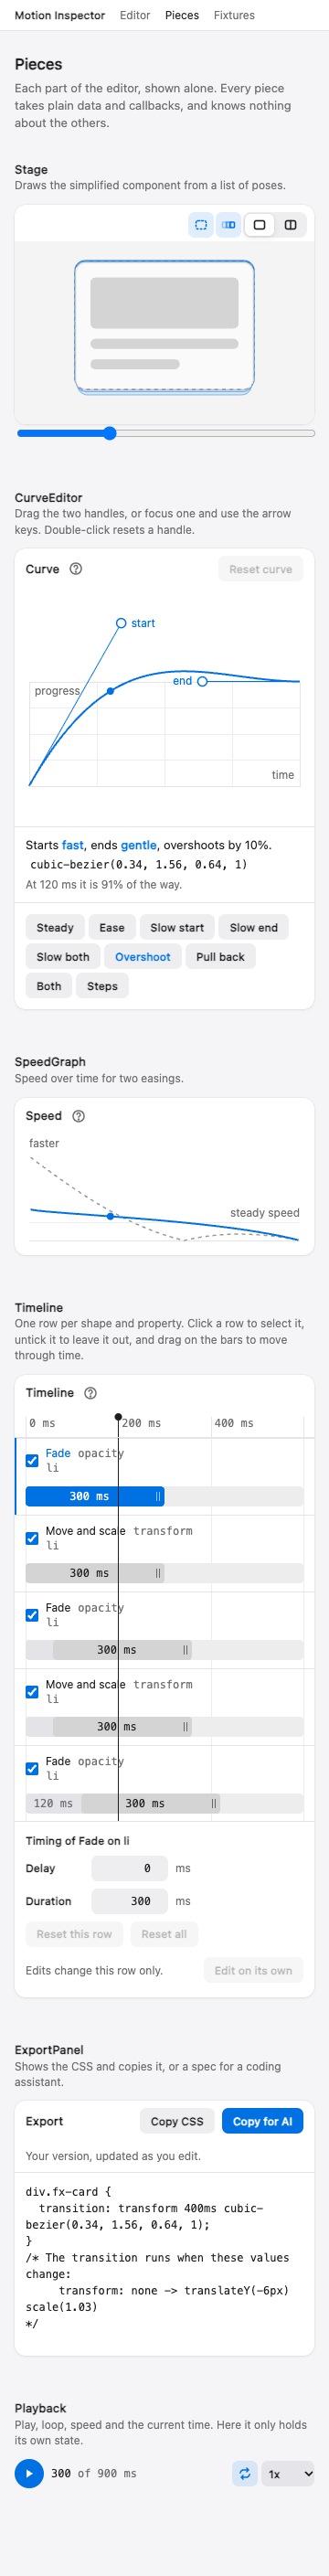 Motion Inspector Editor Pieces Fixtures
Pieces
Each part of the editor, shown alone. Every piece
takes plain data and callbacks, and knows nothing
about the others.
Stage
Draws the simplified component from a list of poses.
CurveEditor
Drag the two handles, or focus one and use the arrow
keys. Double-click resets a handle.
Curve ? Reset curve
start
end
progress
time
Starts fast, ends gentle, overshoots by 10%.
cubic-bezier(0.34, 1.56, 0.64, 1)
At 120 ms it is 91% of the way.
Steady Ease Slow start Slow end
Slow both Overshoot Pull back
Both Steps
SpeedGraph
Speed over time for two easings.
Speed ?
faster
steady speed
Timeline
One row per shape and property. Click a row to select it,
untick it to leave it out, and drag on the bars to move
through time.
Timeline ?
0 ms 200 ms 400 ms
Fade opacity
li
300 ms
Move and scale transform
li
300 ms
Fade opacity
li
300 ms
Move and scale transform
li
300 ms
Fade opacity
li
120 ms 300 ms
Timing of Fade on li
Delay 0 ms
Duration 300 ms
Reset this row Reset all
Edits change this row only. Edit on its own
ExportPanel
Shows the CSS and copies it, or a spec for a coding
assistant.
Export Copy CSS Copy for AI
Your version, updated as you edit.
div.fx-card {
transition: transform 400ms cubic-
bezier(0.34, 1.56, 0.64, 1);
}
/* The transition runs when these values
change:
transform: none -> translateY(-6px)
scale(1.03)
*/
Playback
Play, loop, speed and the current time. Here it only holds
its own state.
300 of 900 ms 1x